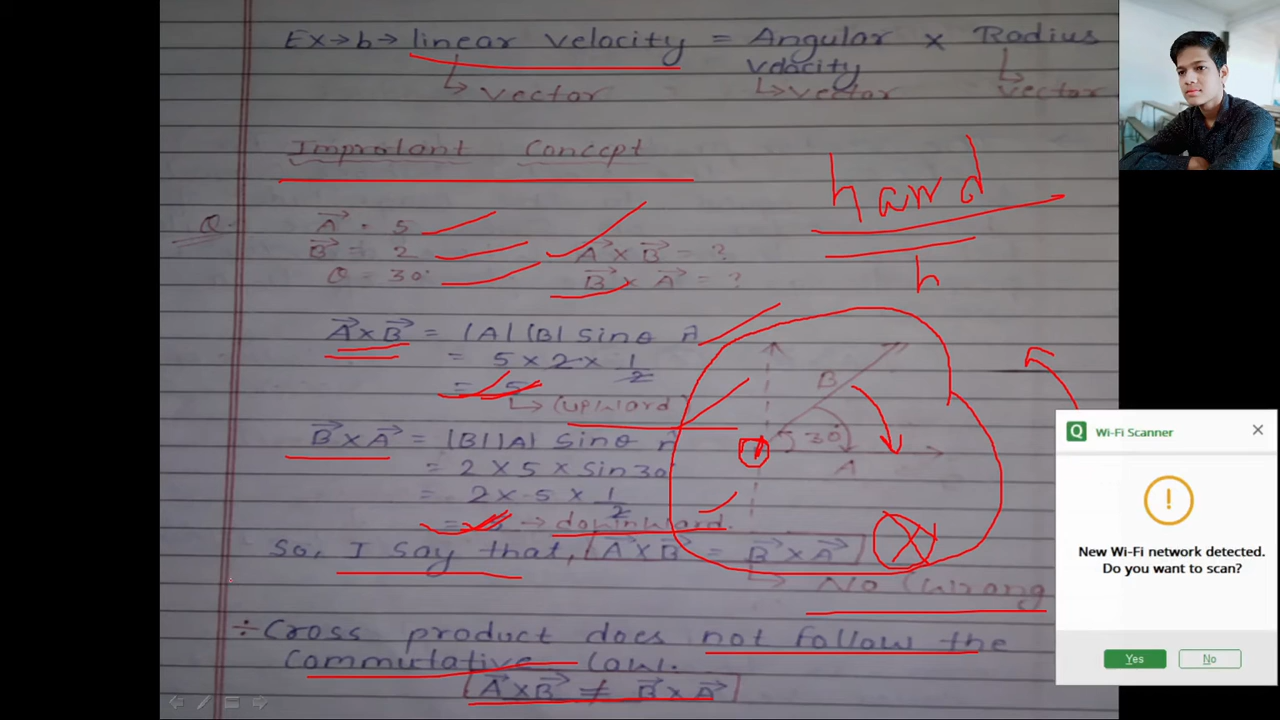 Ex→b→ linear velocity = Angular velocity × Radius
↳ vector ↳ vector ↳ vector
Improtant Concept
hand
h
Q. A⃗ = 5
B⃗ = 2 A⃗ × B⃗ = ?
θ = 30° B⃗ × A⃗ = ?
A⃗×B⃗ = |A| |B| sinθ n̂
= 5 × 2 × 1/2
= 5
↳ (upward)
B⃗×A⃗ = |B| |A| sinθ n̂
= 2 × 5 × sin30
= 2 × 5 × 1/2
= 5 → downward.
B
30°
A
So, I say that, A⃗×B⃗ = B⃗×A⃗
↳ No (wrong
÷ Cross product does not follow the
commutative law.
A⃗×B⃗ ≠ B⃗×A⃗
Q Wi-Fi Scanner
New Wi-Fi network detected.
Do you want to scan?
Yes No